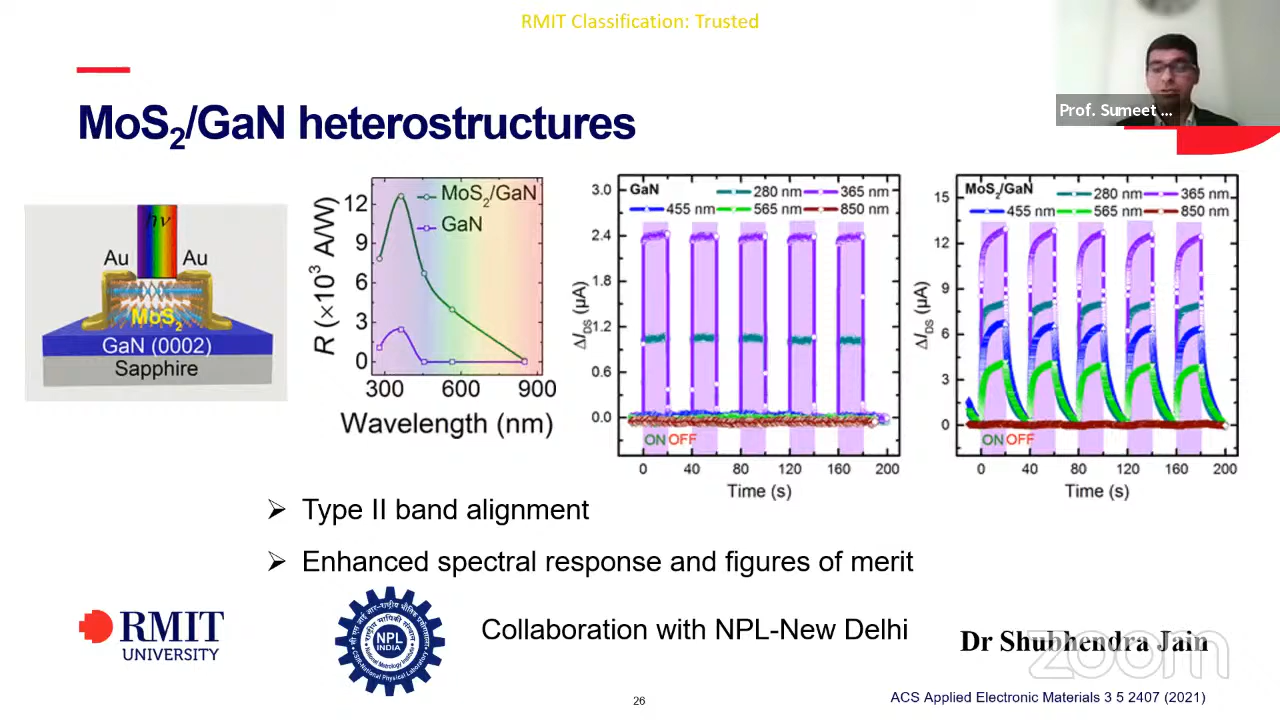 RMIT Classification: Trusted
Prof. Sumeet ...
MoS2/GaN heterostructures
hν
Au
Au
MoS2
GaN (0002)
Sapphire
R (×10³ A/W)
12
9
6
3
0
MoS2/GaN
GaN
300
600
900
Wavelength (nm)
ΔIDS (μA)
3.0
2.4
1.8
1.2
0.6
0.0
GaN
280 nm
365 nm
455 nm
565 nm
850 nm
ON OFF
0
40
80
120
160
200
Time (s)
ΔIDS (μA)
15
12
9
6
3
0
MoS2/GaN
280 nm
365 nm
455 nm
565 nm
850 nm
ON OFF
0
40
80
120
160
200
Time (s)
➢ Type II band alignment
➢ Enhanced spectral response and figures of merit
RMIT
UNIVERSITY
NPL
INDIA
Collaboration with NPL-New Delhi
Dr Shubhendra Jain
zoom
26
ACS Applied Electronic Materials 3 5 2407 (2021)